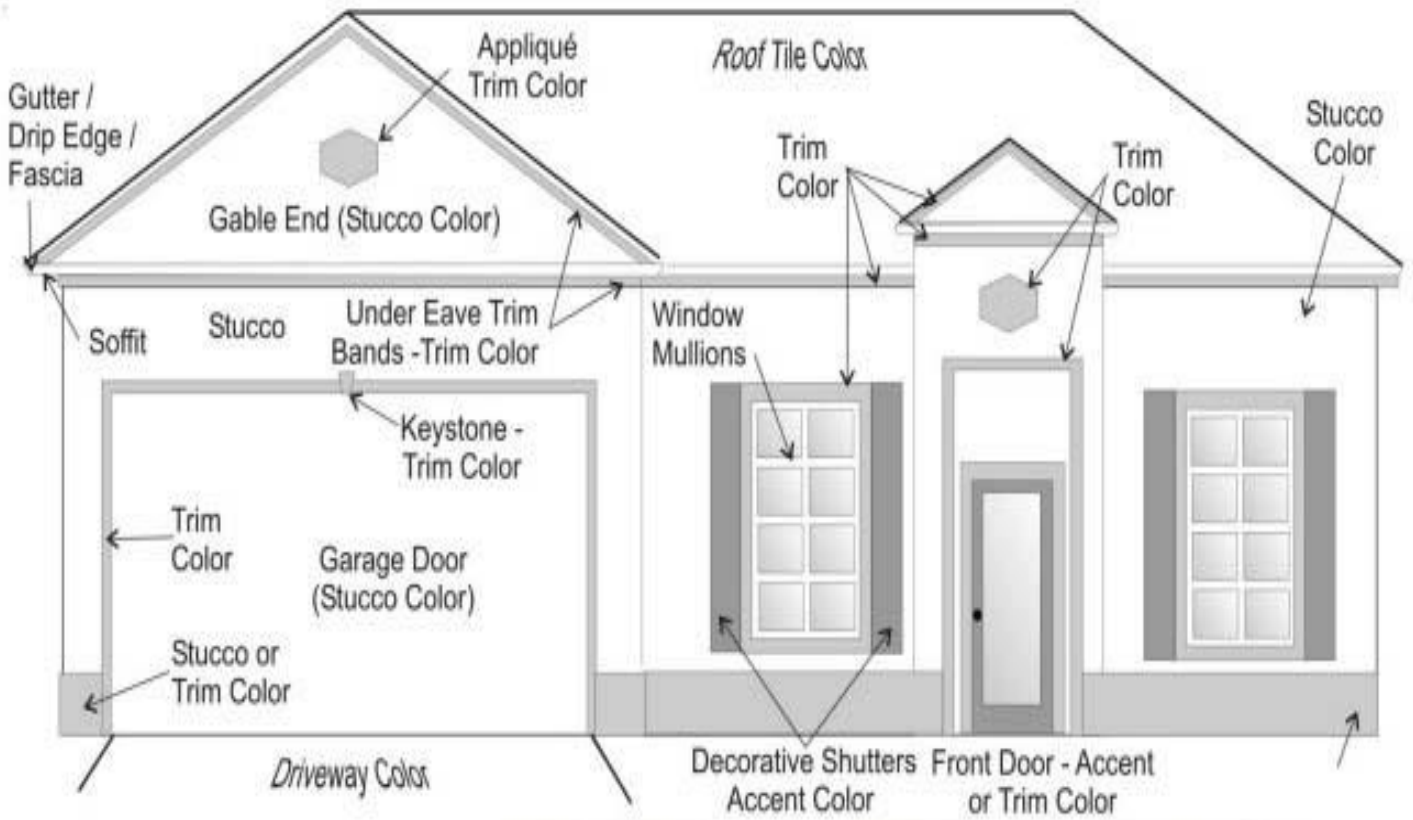 Appliqué
Trim Color
Roof Tile Color
Gutter /
Drip Edge /
Fascia
Stucco
Color
Trim
Color
Trim
Color
Gable End (Stucco Color)
Soffit
Stucco
Under Eave Trim
Bands -Trim Color
Window
Mullions
Keystone -
Trim Color
Trim
Color
Garage Door
(Stucco Color)
Stucco or
Trim Color
Driveway Color
Decorative Shutters
Accent Color
Front Door - Accent
or Trim Color